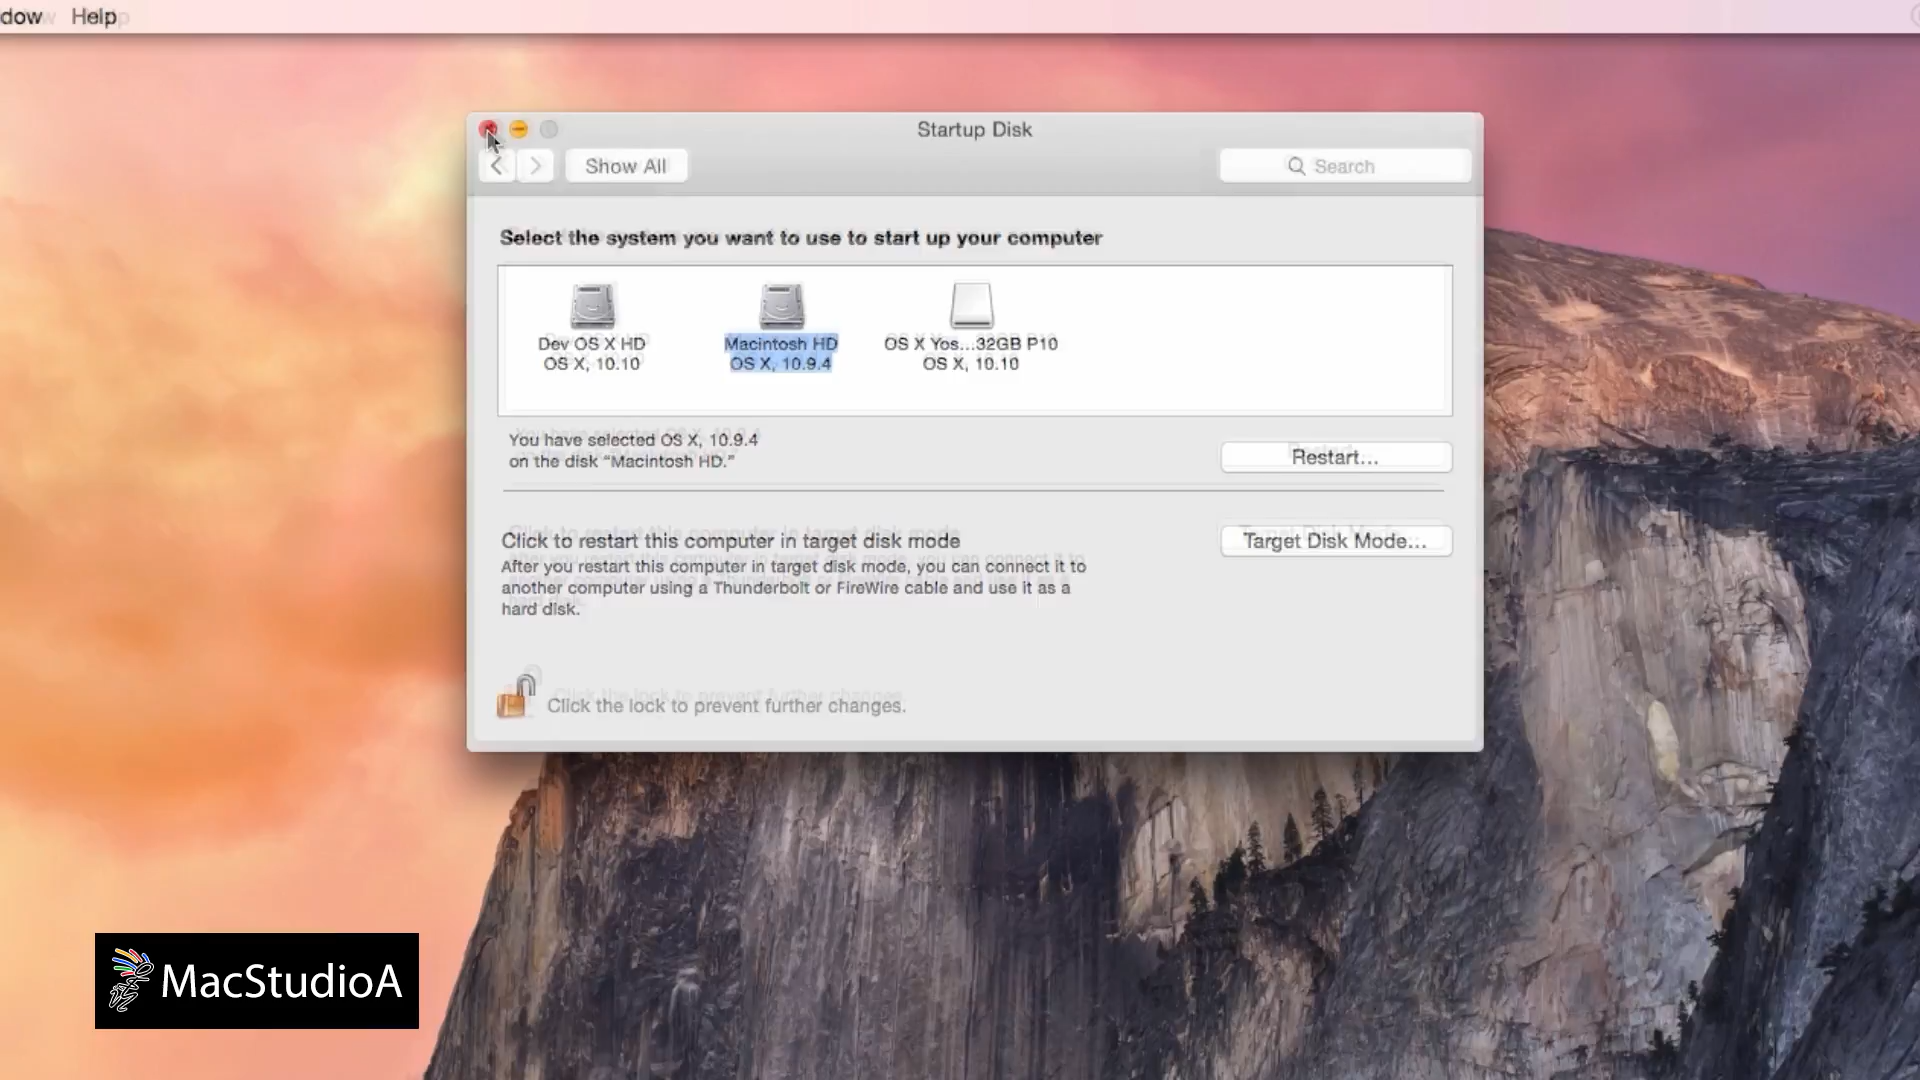 dow Help
Startup Disk
Show All
Search
Select the system you want to use to start up your computer
Dev OS X HD
OS X, 10.10
Macintosh HD
OS X, 10.9.4
OS X Yos...32GB P10
OS X, 10.10
You have selected OS X, 10.9.4
on the disk “Macintosh HD.”
Restart...
Click to restart this computer in target disk mode
Target Disk Mode...
After you restart this computer in target disk mode, you can connect it to
another computer using a Thunderbolt or FireWire cable and use it as a
hard disk.
Click the lock to prevent further changes.
MacStudioA